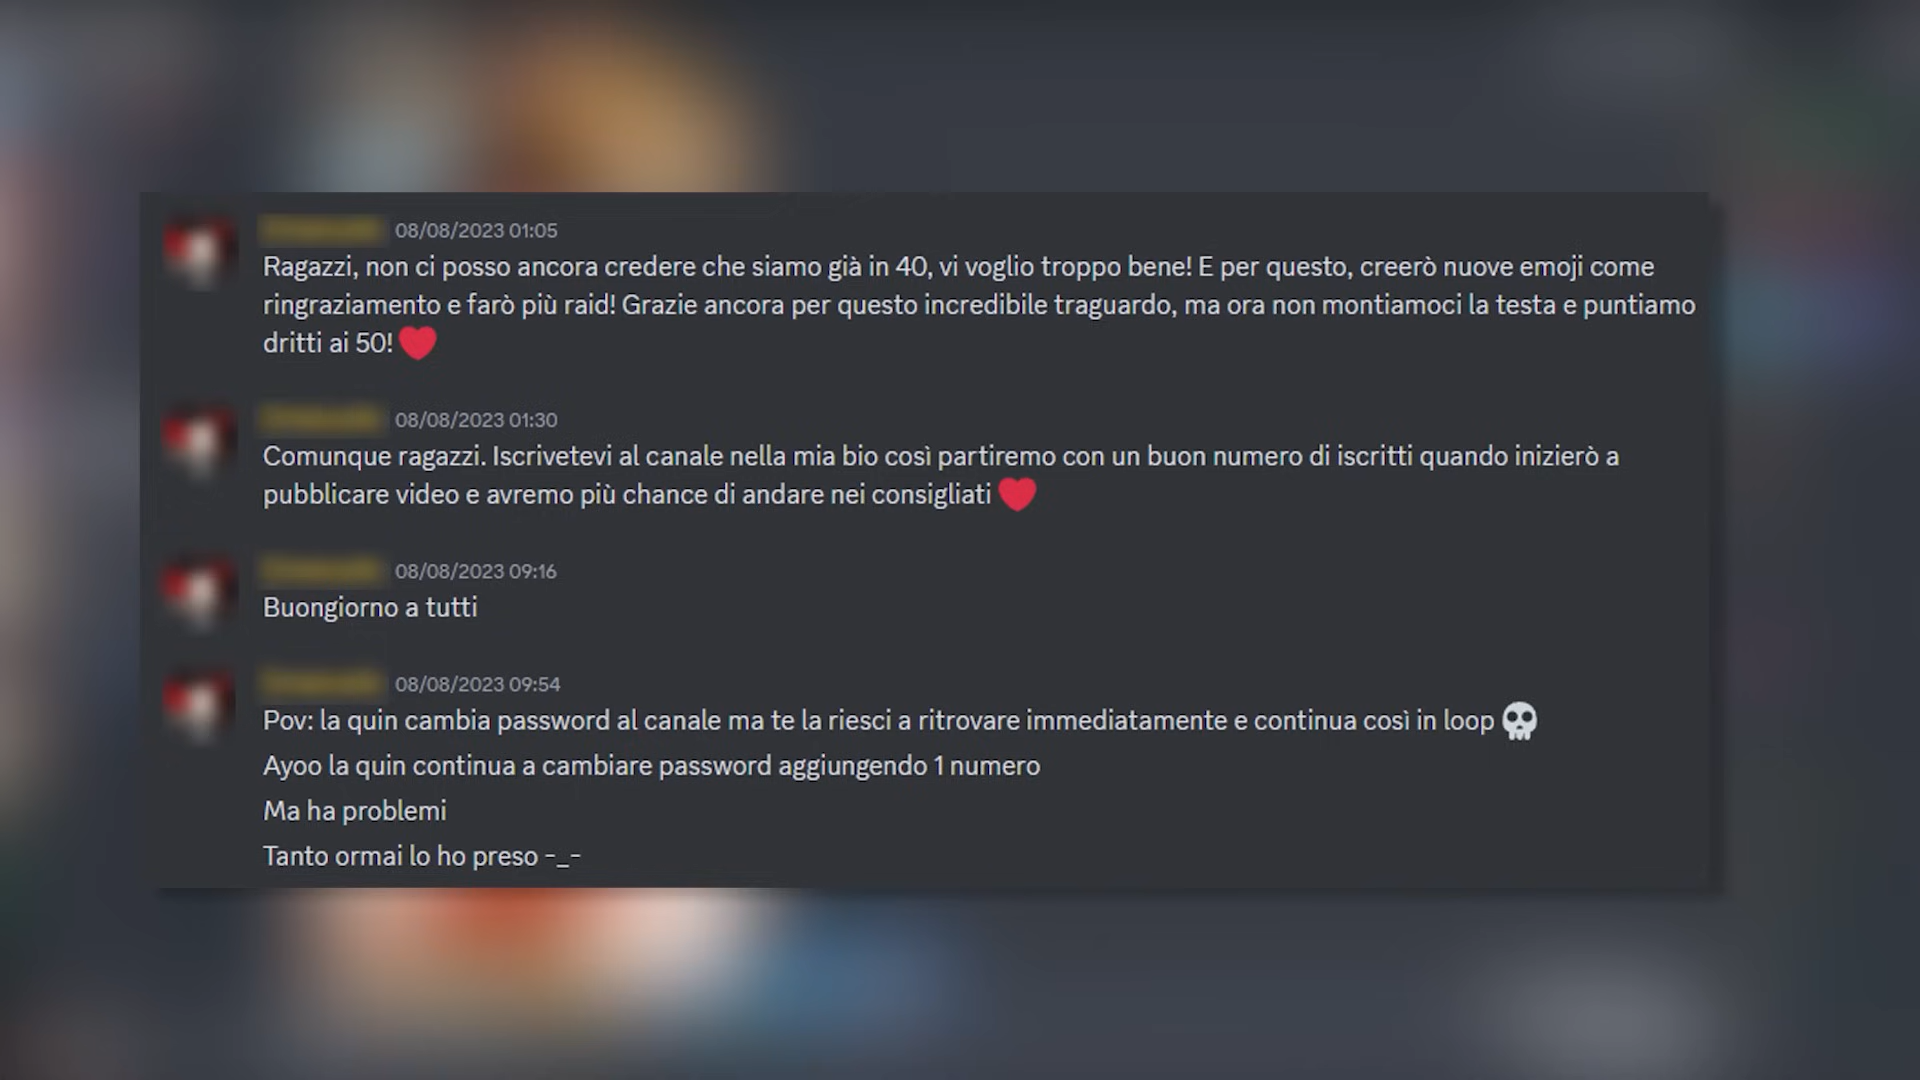 08/08/2023 01:05
Ragazzi, non ci posso ancora credere che siamo già in 40, vi voglio troppo bene! E per questo, creerò nuove emoji come
ringraziamento e farò più raid! Grazie ancora per questo incredibile traguardo, ma ora non montiamoci la testa e puntiamo
dritti ai 50!
08/08/2023 01:30
Comunque ragazzi. Iscrivetevi al canale nella mia bio così partiremo con un buon numero di iscritti quando inizierò a
pubblicare video e avremo più chance di andare nei consigliati
08/08/2023 09:16
Buongiorno a tutti
08/08/2023 09:54
Pov: la quin cambia password al canale ma te la riesci a ritrovare immediatamente e continua così in loop
Ayoo la quin continua a cambiare password aggiungendo 1 numero
Ma ha problemi
Tanto ormai lo ho preso -_-